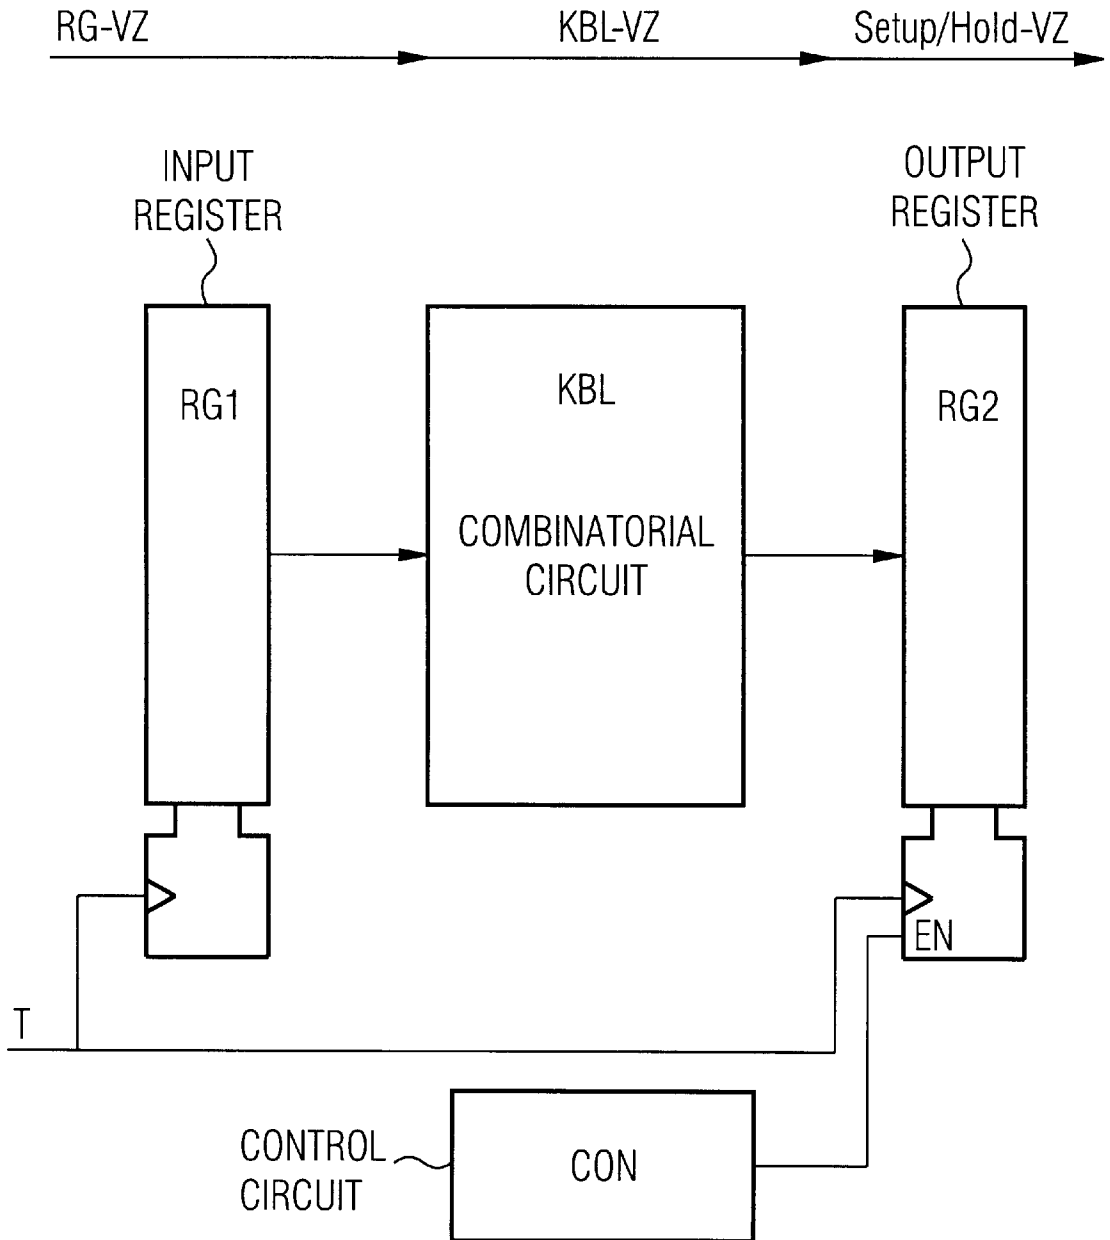 RG-VZ
KBL-VZ
Setup/Hold-VZ
INPUT
REGISTER
OUTPUT
REGISTER
RG1
KBL
RG2
COMBINATORIAL
CIRCUIT
EN
T
CONTROL
CIRCUIT
CON